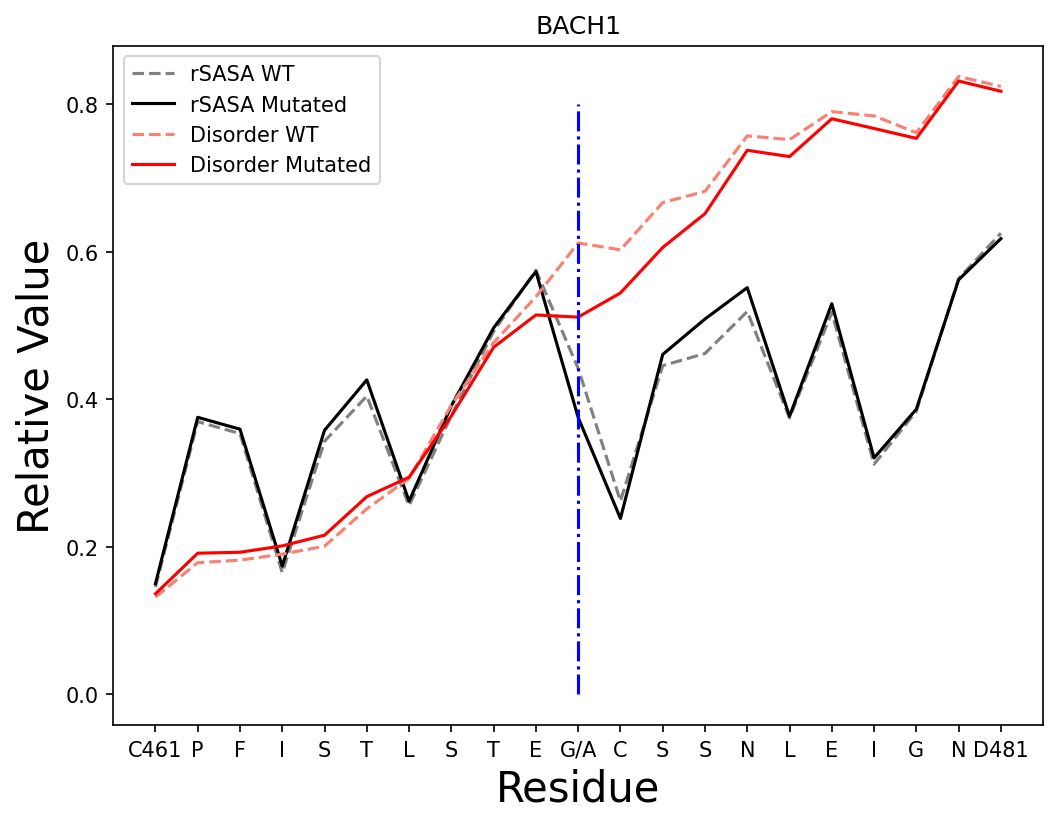 BACH1
rSASA WT
rSASA Mutated
Disorder WT
Disorder Mutated
Relative Value
0.8
0.6
0.4
0.2
0.0
C461 P F I S T L S T E G/A C S S N L E I G N D481
Residue